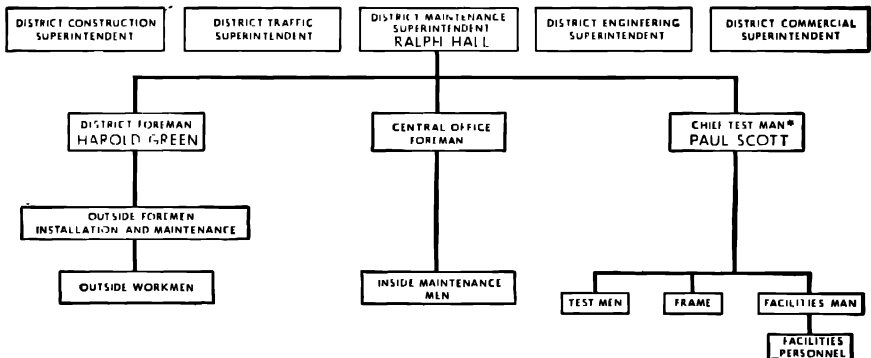 DISTRICT CONSTRUCTION
SUPERINTENDENT
DISTRICT TRAFFIC
SUPERINTENDENT
DISTRICT MAINTENANCE
SUPERINTENDENT
RALPH HALL
DISTRICT ENGINEERING
SUPERINTENDENT
DISTRICT COMMERCIAL
SUPERINTENDENT
DISTRICT FOREMAN
HAROLD GREEN
CENTRAL OFFICE
FOREMAN
CHIEF TEST MAN*
PAUL SCOTT
OUTSIDE FOREMEN
INSTALLATION AND MAINTENANCE
OUTSIDE WORKMEN
INSIDE MAINTENANCE
MEN
TEST MEN
FRAME
FACILITIES MAN
FACILITIES
PERSONNEL